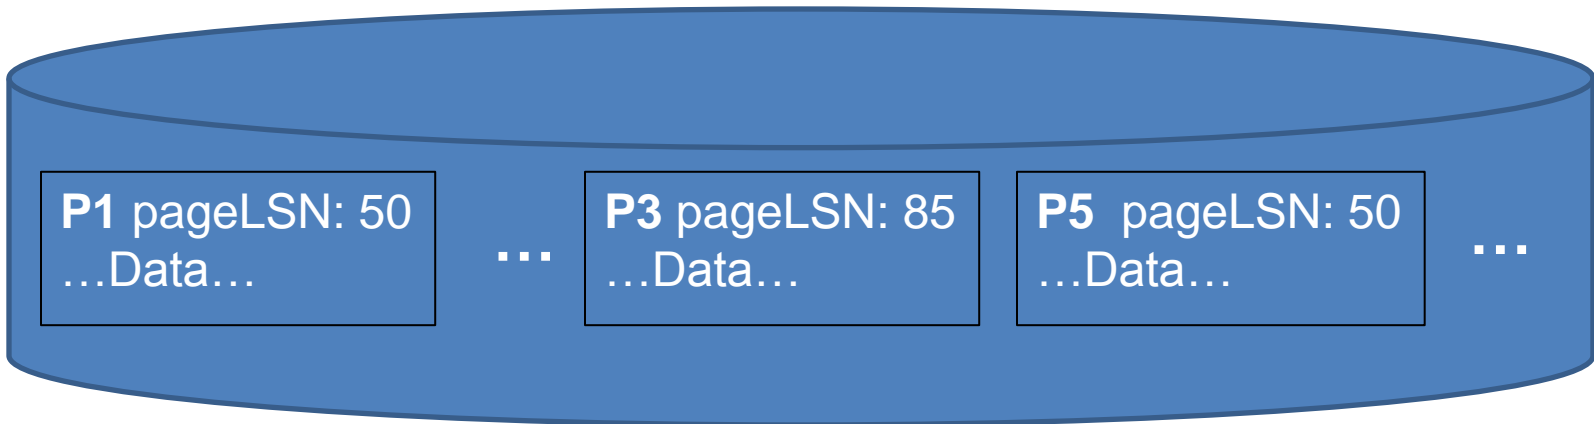 P1 pageLSN: 50
…Data…
…
P3 pageLSN: 85
…Data…
P5  pageLSN: 50
…Data…
…